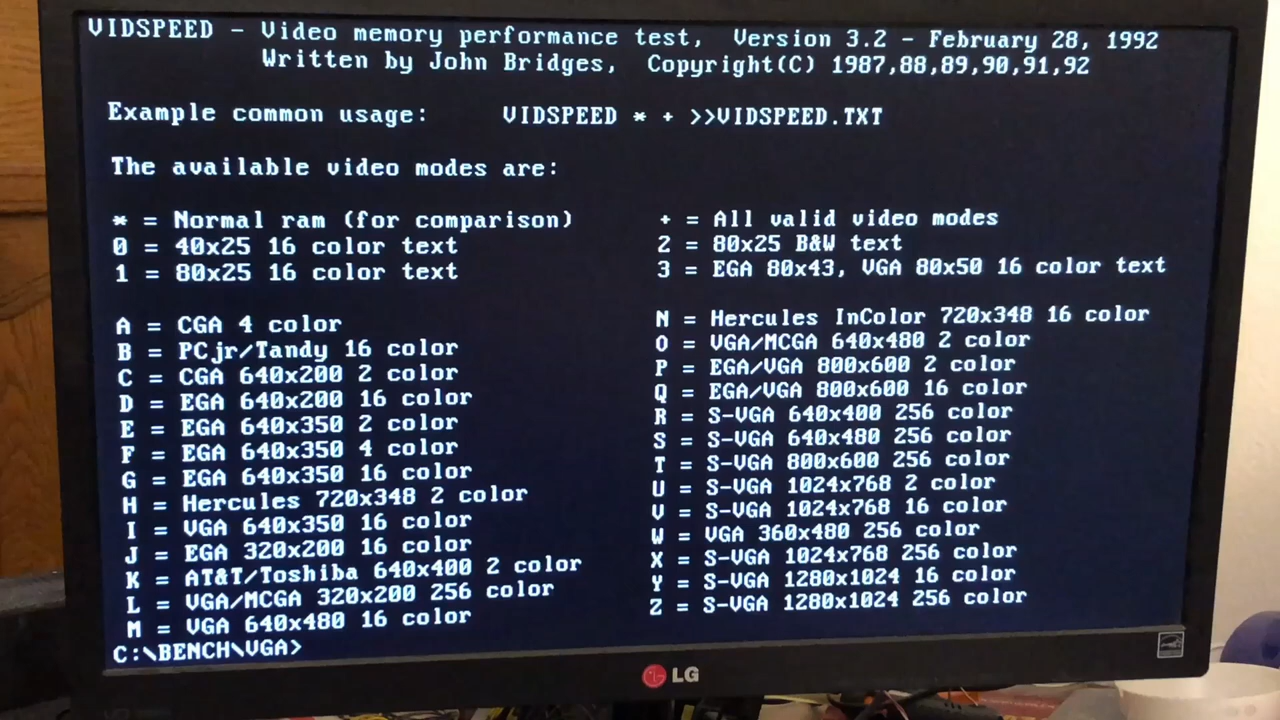 VIDSPEED - Video memory performance test,  Version 3.2 - February 28, 1992
Written by John Bridges,  Copyright(C) 1987,88,89,90,91,92
Example common usage:     VIDSPEED * + >>VIDSPEED.TXT
The available video modes are:
* = Normal ram (for comparison)
0 = 40x25 16 color text
1 = 80x25 16 color text
+ = All valid video modes
2 = 80x25 B&W text
3 = EGA 80x43, VGA 80x50 16 color text
A = CGA 4 color
B = PCjr/Tandy 16 color
C = CGA 640x200 2 color
D = EGA 640x200 16 color
E = EGA 640x350 2 color
F = EGA 640x350 4 color
G = EGA 640x350 16 color
H = Hercules 720x348 2 color
I = VGA 640x350 16 color
J = EGA 320x200 16 color
K = AT&T/Toshiba 640x400 2 color
L = VGA/MCGA 320x200 256 color
M = VGA 640x480 16 color
N = Hercules InColor 720x348 16 color
O = VGA/MCGA 640x480 2 color
P = EGA/VGA 800x600 2 color
Q = EGA/VGA 800x600 16 color
R = S-VGA 640x400 256 color
S = S-VGA 640x480 256 color
T = S-VGA 800x600 256 color
U = S-VGA 1024x768 2 color
V = S-VGA 1024x768 16 color
W = VGA 360x480 256 color
X = S-VGA 1024x768 256 color
Y = S-VGA 1280x1024 16 color
Z = S-VGA 1280x1024 256 color
C:\BENCH\VGA>
LG